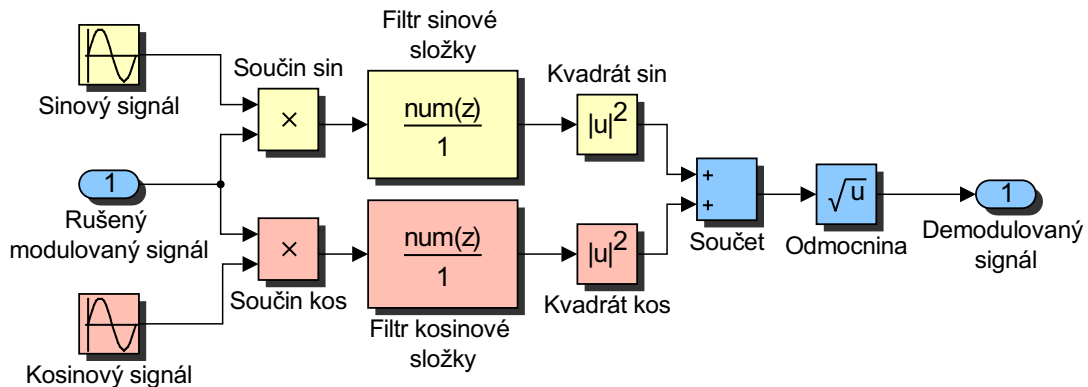 Filtr sinové
složky
Součin sin
Kvadrát sin
Sinový signál
×
num(z)
1
|u|²
+
+
1
Rušený
modulovaný signál
√u
1
Součet
Odmocnina
Demodulovaný
signál
×
num(z)
1
|u|²
Součin kos
Kvadrát kos
Filtr kosinové
složky
Kosinový signál